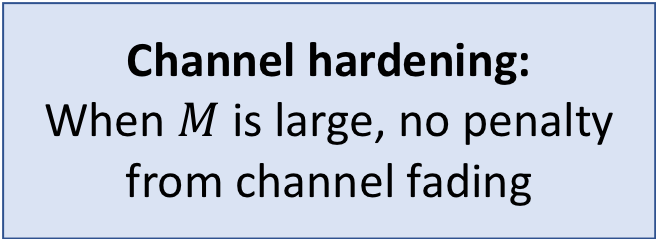 Channel hardening:
When M is large, no penalty
from channel fading